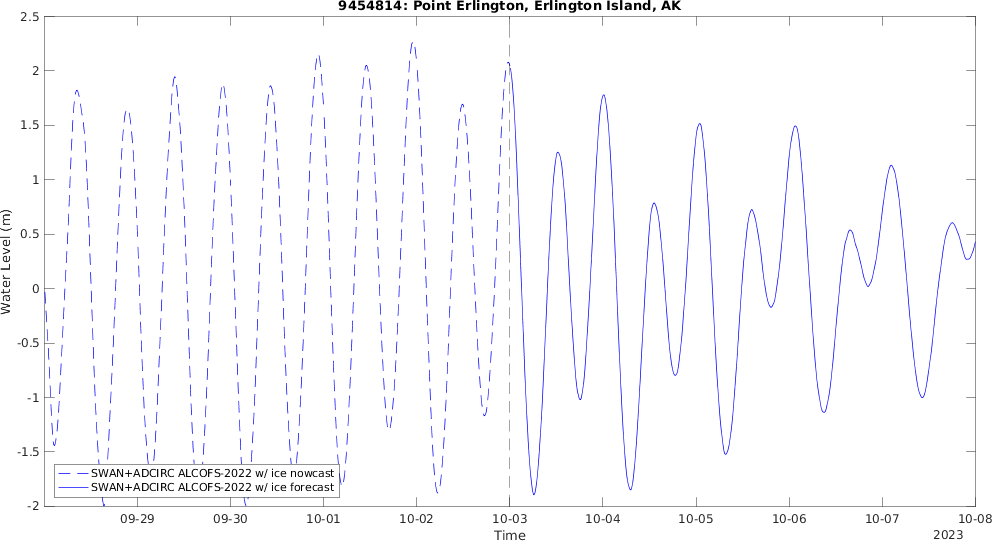 9454814: Point Erlington, Erlington Island, AK
2.5
2
1.5
1
0.5
0
-0.5
-1
-1.5
-2
Water Level (m)
SWAN+ADCIRC ALCOFS-2022 w/ ice nowcast
SWAN+ADCIRC ALCOFS-2022 w/ ice forecast
09-29 09-30 10-01 10-02 10-03 10-04 10-05 10-06 10-07 10-08
Time
2023